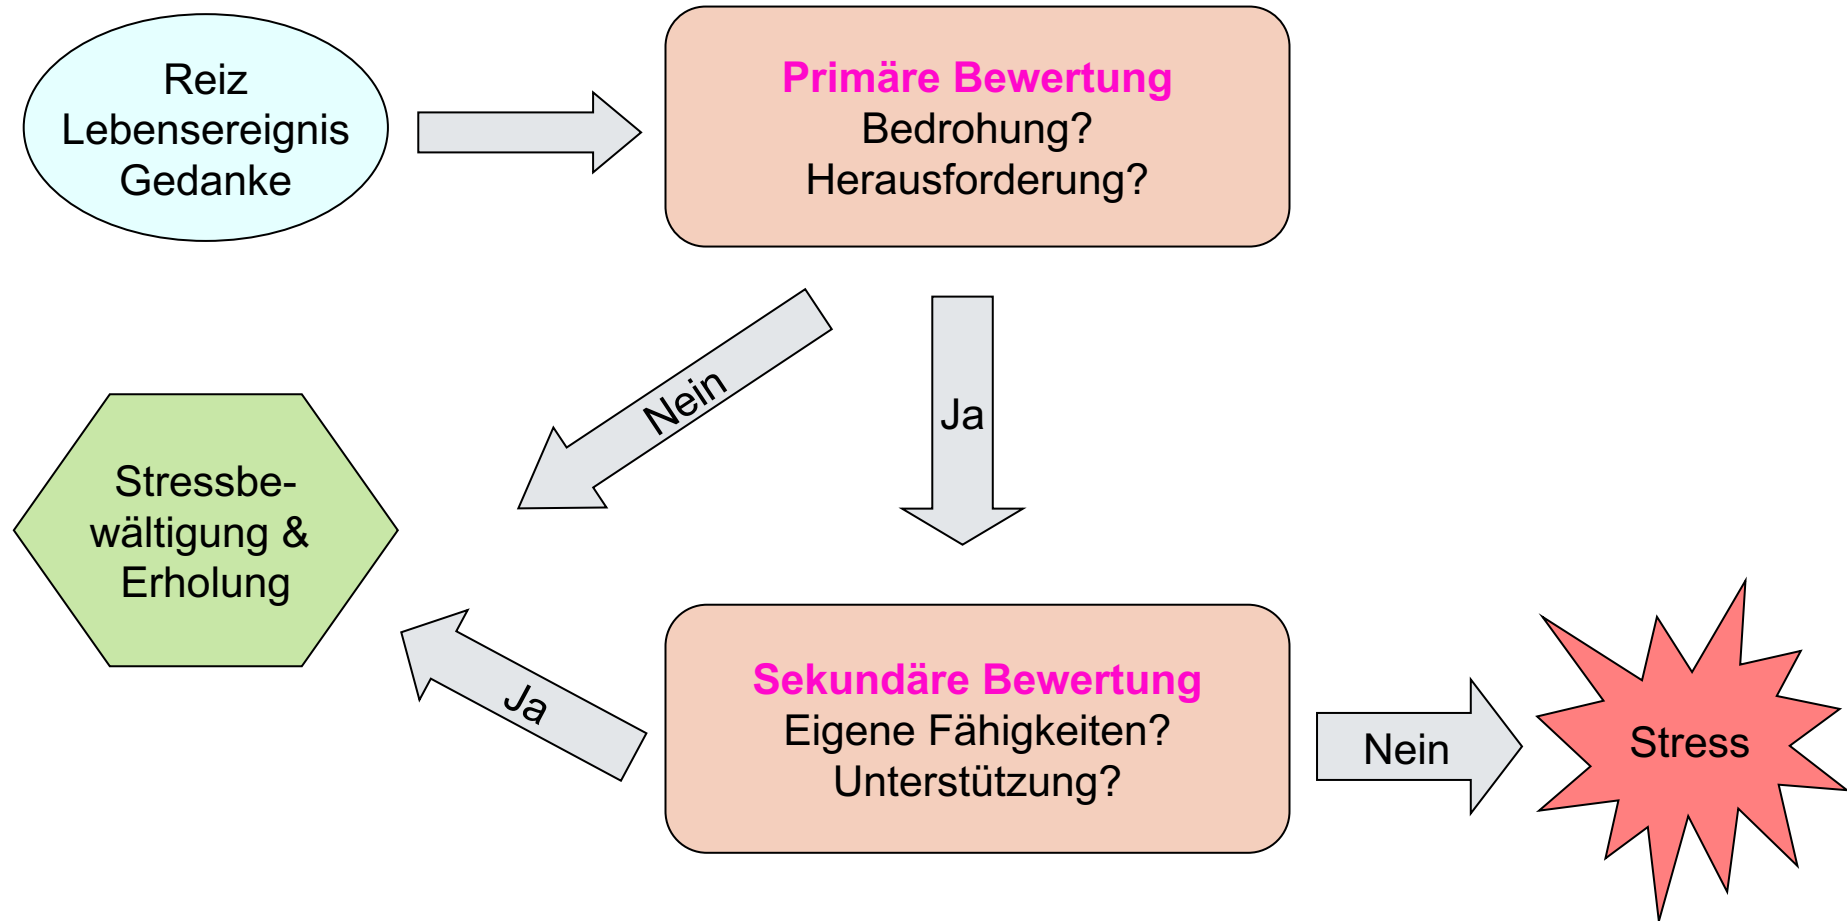 Reiz
Lebensereignis
Gedanke
Primäre Bewertung
Bedrohung?
Herausforderung?
Nein
Ja
Stressbe-
wältigung &
Erholung
Ja
Sekundäre Bewertung
Eigene Fähigkeiten?
Unterstützung?
Nein
Stress